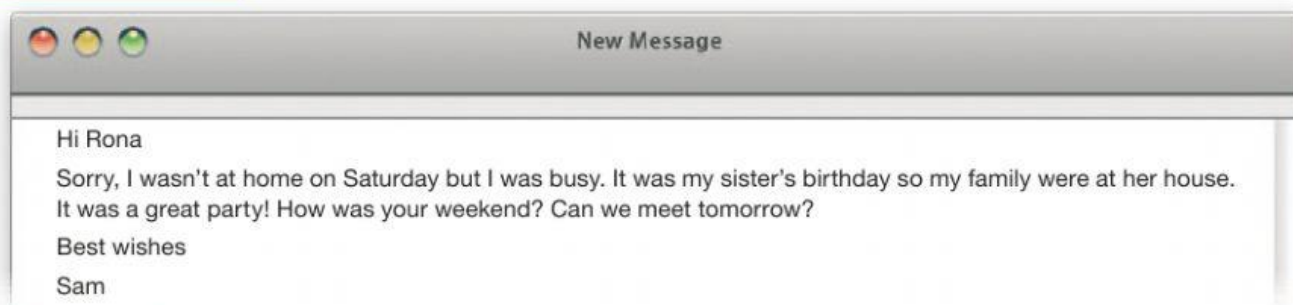 New Message
Hi Rona
Sorry, I wasn't at home on Saturday but I was busy. It was my sister's birthday so my family were at her house.
It was a great party! How was your weekend? Can we meet tomorrow?
Best wishes
Sam